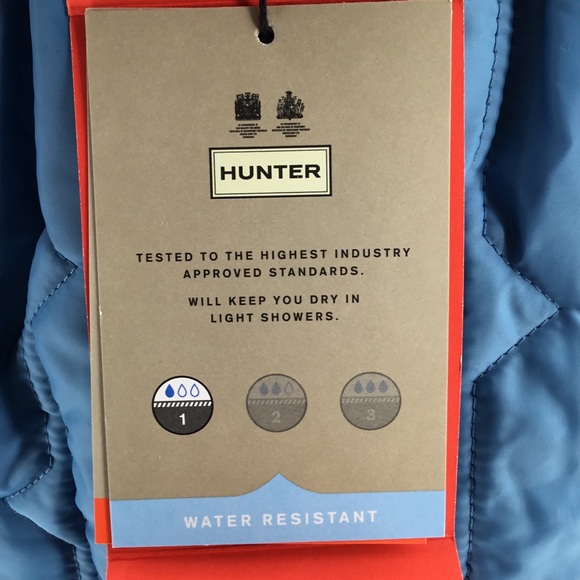 HUNTER
TESTED TO THE HIGHEST INDUSTRY
APPROVED STANDARDS.
WILL KEEP YOU DRY IN
LIGHT SHOWERS.
1 2 3
WATER RESISTANT